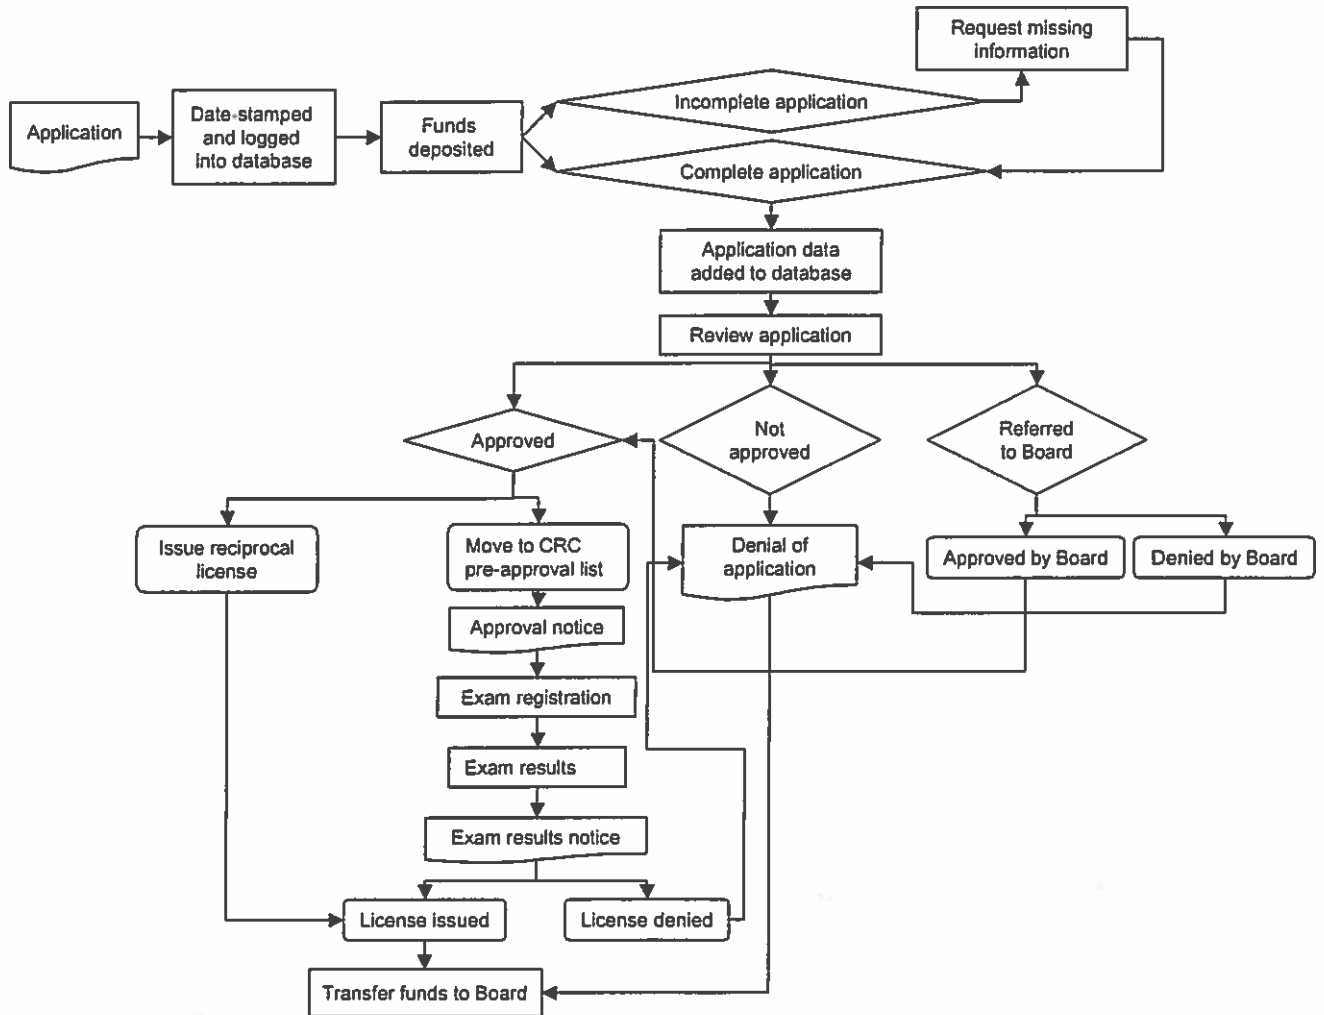 Request missing
information
Incomplete application
Application
Date-stamped
and logged
into database
Funds
deposited
Complete application
Application data
added to database
Review application
Approved
Not
approved
Referred
to Board
Issue reciprocal
license
Move to CRC
pre-approval list
Denial of
application
Approved by Board
Denied by Board
Approval notice
Exam registration
Exam results
Exam results notice
License issued
License denied
Transfer funds to Board